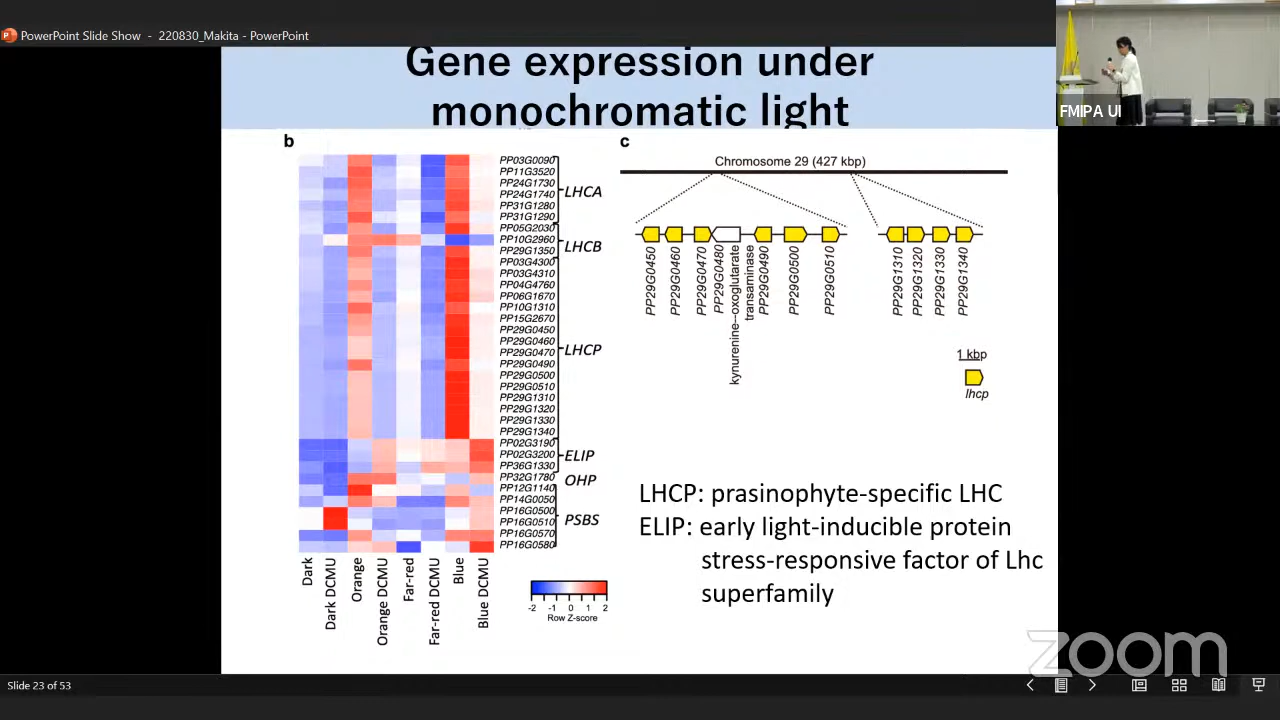 PowerPoint Slide Show - 220830_Makita - PowerPoint
FMIPA UI
Gene expression under
monochromatic light
b
PP03G0090
PP11G3520
PP24G1730
PP24G1740
PP31G1280
PP31G1290
PP05G2030
PP10G2960
PP29G1350
PP03G4300
PP03G4310
PP04G4760
PP06G1670
PP10G1310
PP15G2670
PP29G0450
PP29G0460
PP29G0470
PP29G0490
PP29G0500
PP29G0510
PP29G1310
PP29G1320
PP29G1330
PP29G1340
PP02G3190
PP02G3200
PP36G1330
PP32G1780
PP12G1140
PP14G0050
PP16G0500
PP16G0510
PP16G0570
PP16G0580
LHCA
LHCB
LHCP
ELIP
OHP
PSBS
Dark
Dark DCMU
Orange
Orange DCMU
Far-red
Far-red DCMU
Blue
Blue DCMU
-2 -1 0 1 2
Row Z-score
c
Chromosome 29 (427 kbp)
PP29G0450
PP29G0460
PP29G0470
PP29G0480
kynurenine--oxoglutarate
transaminase
PP29G0490
PP29G0500
PP29G0510
PP29G1310
PP29G1320
PP29G1330
PP29G1340
1 kbp
lhcp
LHCP: prasinophyte-specific LHC
ELIP: early light-inducible protein
stress-responsive factor of Lhc
superfamily
zoom
Slide 23 of 53